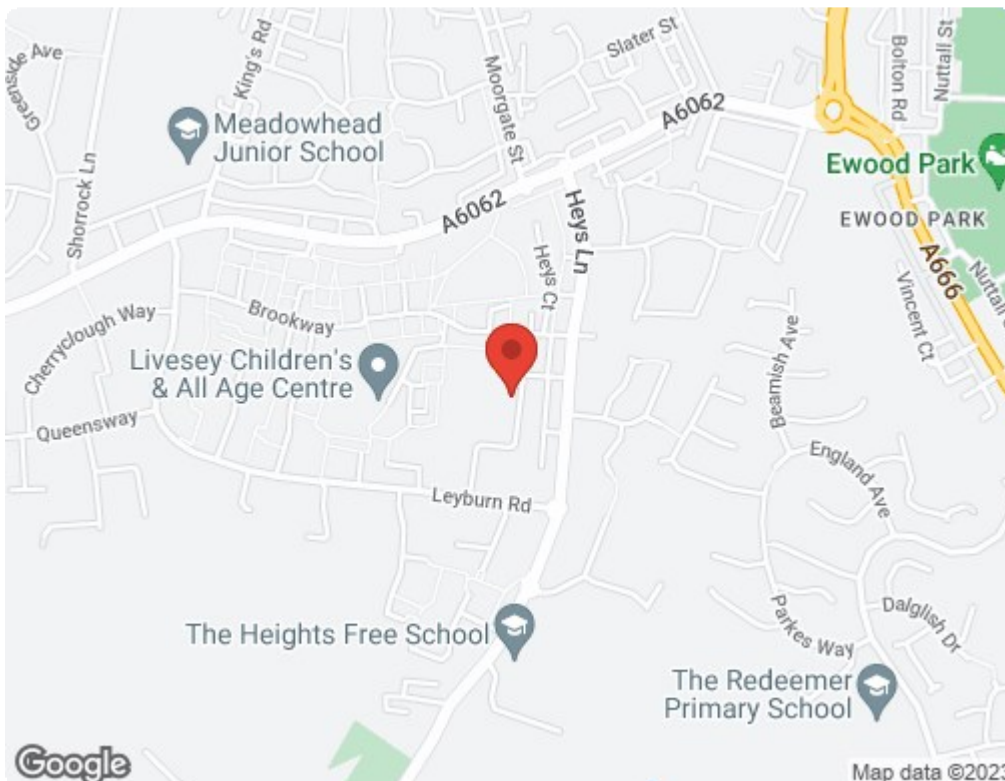 Greenside Ave
King's Rd
Slater St
Bolton Rd
Nuttall St
Moorgate St
Meadowhead
Junior School
A6062
Shorrock Ln
Ewood Park
EWOOD PARK
A6062
Heys Ln
Heys Ct
A666
Nuttall
Brookway
Cherryclough Way
Vincent Ct
Livesey Children's
& All Age Centre
Beamish Ave
Queensway
England Ave
Leyburn Rd
Dalglish Dr
Parkes Way
The Heights Free School
The Redeemer
Primary School
Google
Map data ©202